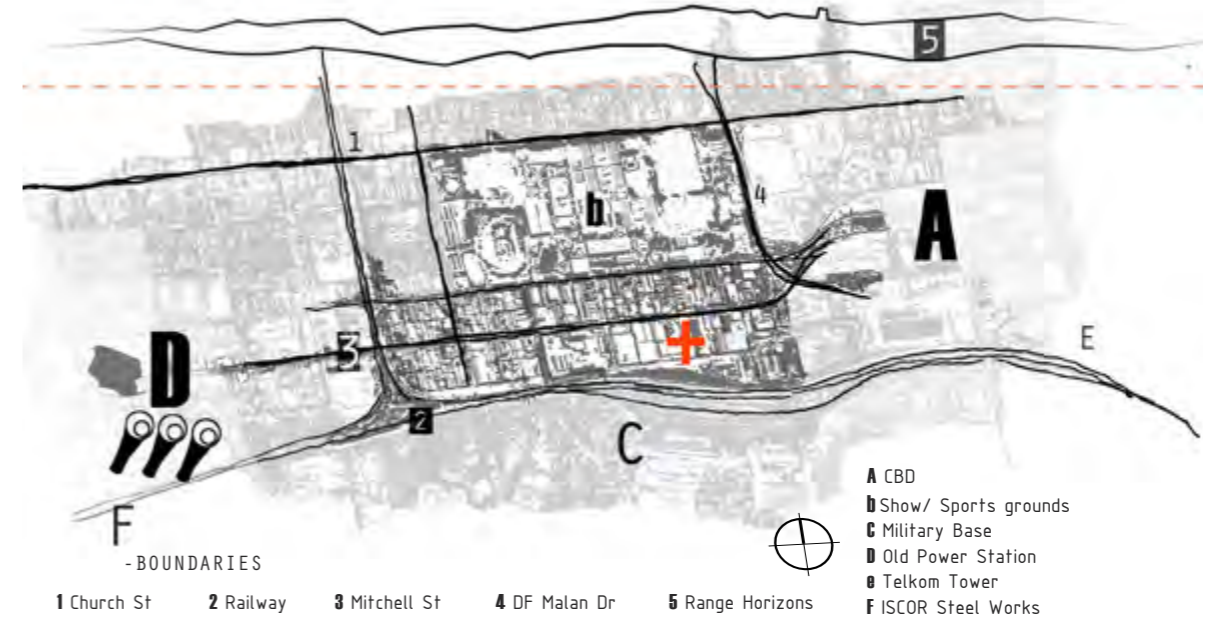 5
1
b
4
A
3
D
E
2
C
F
-BOUNDARIES
1 Church St 2 Railway 3 Mitchell St 4 DF Malan Dr 5 Range Horizons
A CBD
b Show/ Sports grounds
C Military Base
D Old Power Station
e Telkom Tower
F ISCOR Steel Works